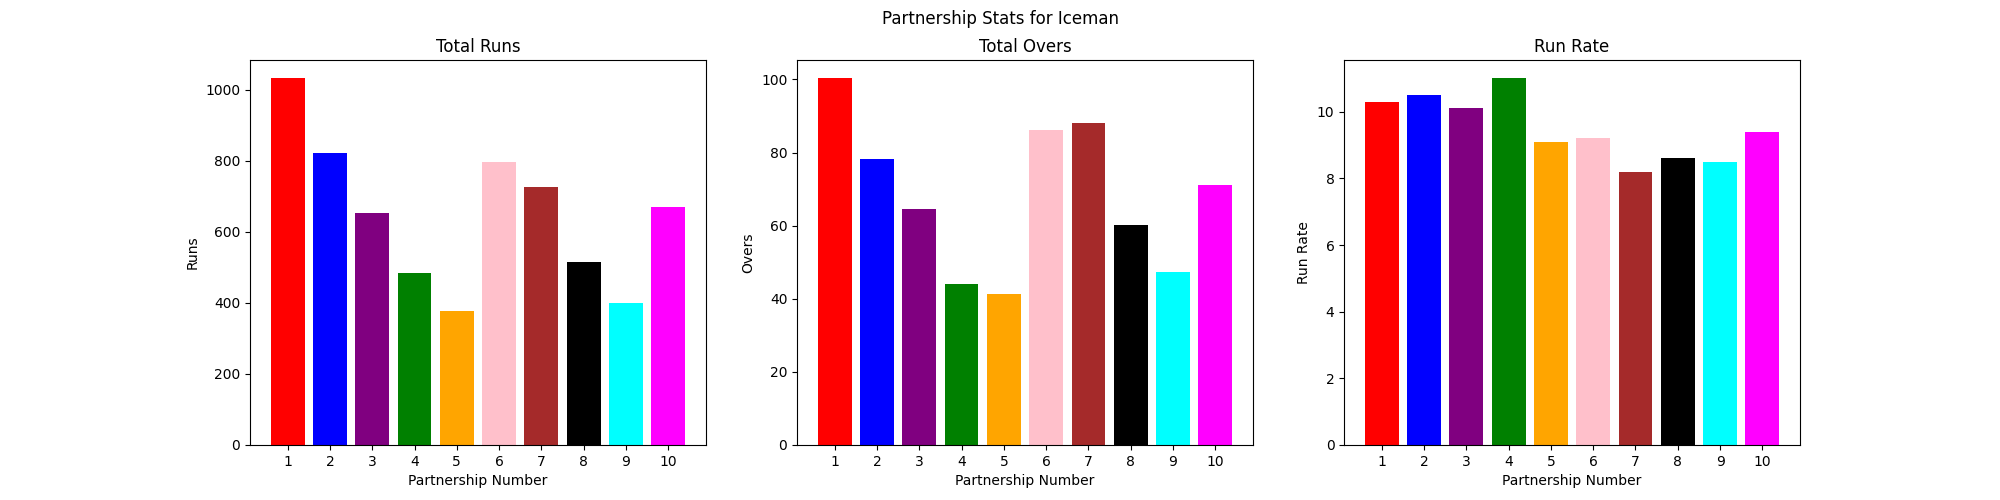 Partnership Stats for Iceman
Total Runs
Runs
1000
800
600
400
200
0
1 2 3 4 5 6 7 8 9 10
Partnership Number
Total Overs
Overs
100
80
60
40
20
0
1 2 3 4 5 6 7 8 9 10
Partnership Number
Run Rate
Run Rate
10
8
6
4
2
0
1 2 3 4 5 6 7 8 9 10
Partnership Number